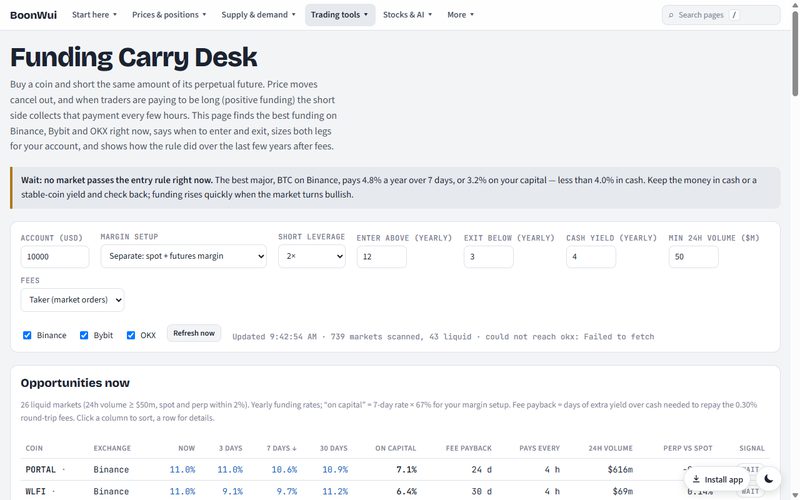 BoonWui Start here Prices & positions Supply & demand Trading tools Stocks & AI More Search pages /
Funding Carry Desk
Buy a coin and short the same amount of its perpetual future. Price moves
cancel out, and when traders are paying to be long (positive funding) the short
side collects that payment every few hours. This page finds the best funding on
Binance, Bybit and OKX right now, says when to enter and exit, sizes both legs
for your account, and shows how the rule did over the last few years after fees.
Wait: no market passes the entry rule right now. The best major, BTC on Binance, pays 4.8% a year over 7 days, or 3.2% on your capital — less than 4.0% in cash. Keep the money in cash or a
stable-coin yield and check back; funding rises quickly when the market turns bullish.
ACCOUNT (USD) MARGIN SETUP SHORT LEVERAGE ENTER ABOVE (YEARLY) EXIT BELOW (YEARLY) CASH YIELD (YEARLY) MIN 24H VOLUME ($M)
10000 Separate: spot + futures margin 2× 12 3 4 50
FEES
Taker (market orders)
Binance Bybit OKX Refresh now Updated 9:42:54 AM · 739 markets scanned, 43 liquid · could not reach okx: Failed to fetch
Opportunities now
26 liquid markets (24h volume ≥ $50m, spot and perp within 2%). Yearly funding rates; "on capital" = 7-day rate × 67% for your margin setup. Fee payback = days of extra yield over cash needed to repay the 0.30%
round-trip fees. Click a column to sort, a row for details.
COIN EXCHANGE NOW 3 DAYS 7 DAYS ↓ 30 DAYS ON CAPITAL FEE PAYBACK PAYS EVERY 24H VOLUME PERP VS SPOT SIGNAL
PORTAL · Binance 11.0% 11.0% 10.6% 10.9% 7.1% 24 d 4 h $616m
Install app
WLFI · Binance 11.0% 9.1% 9.7% 11.2% 6.4% 30 d 4 h $69m 0.14% WAIT